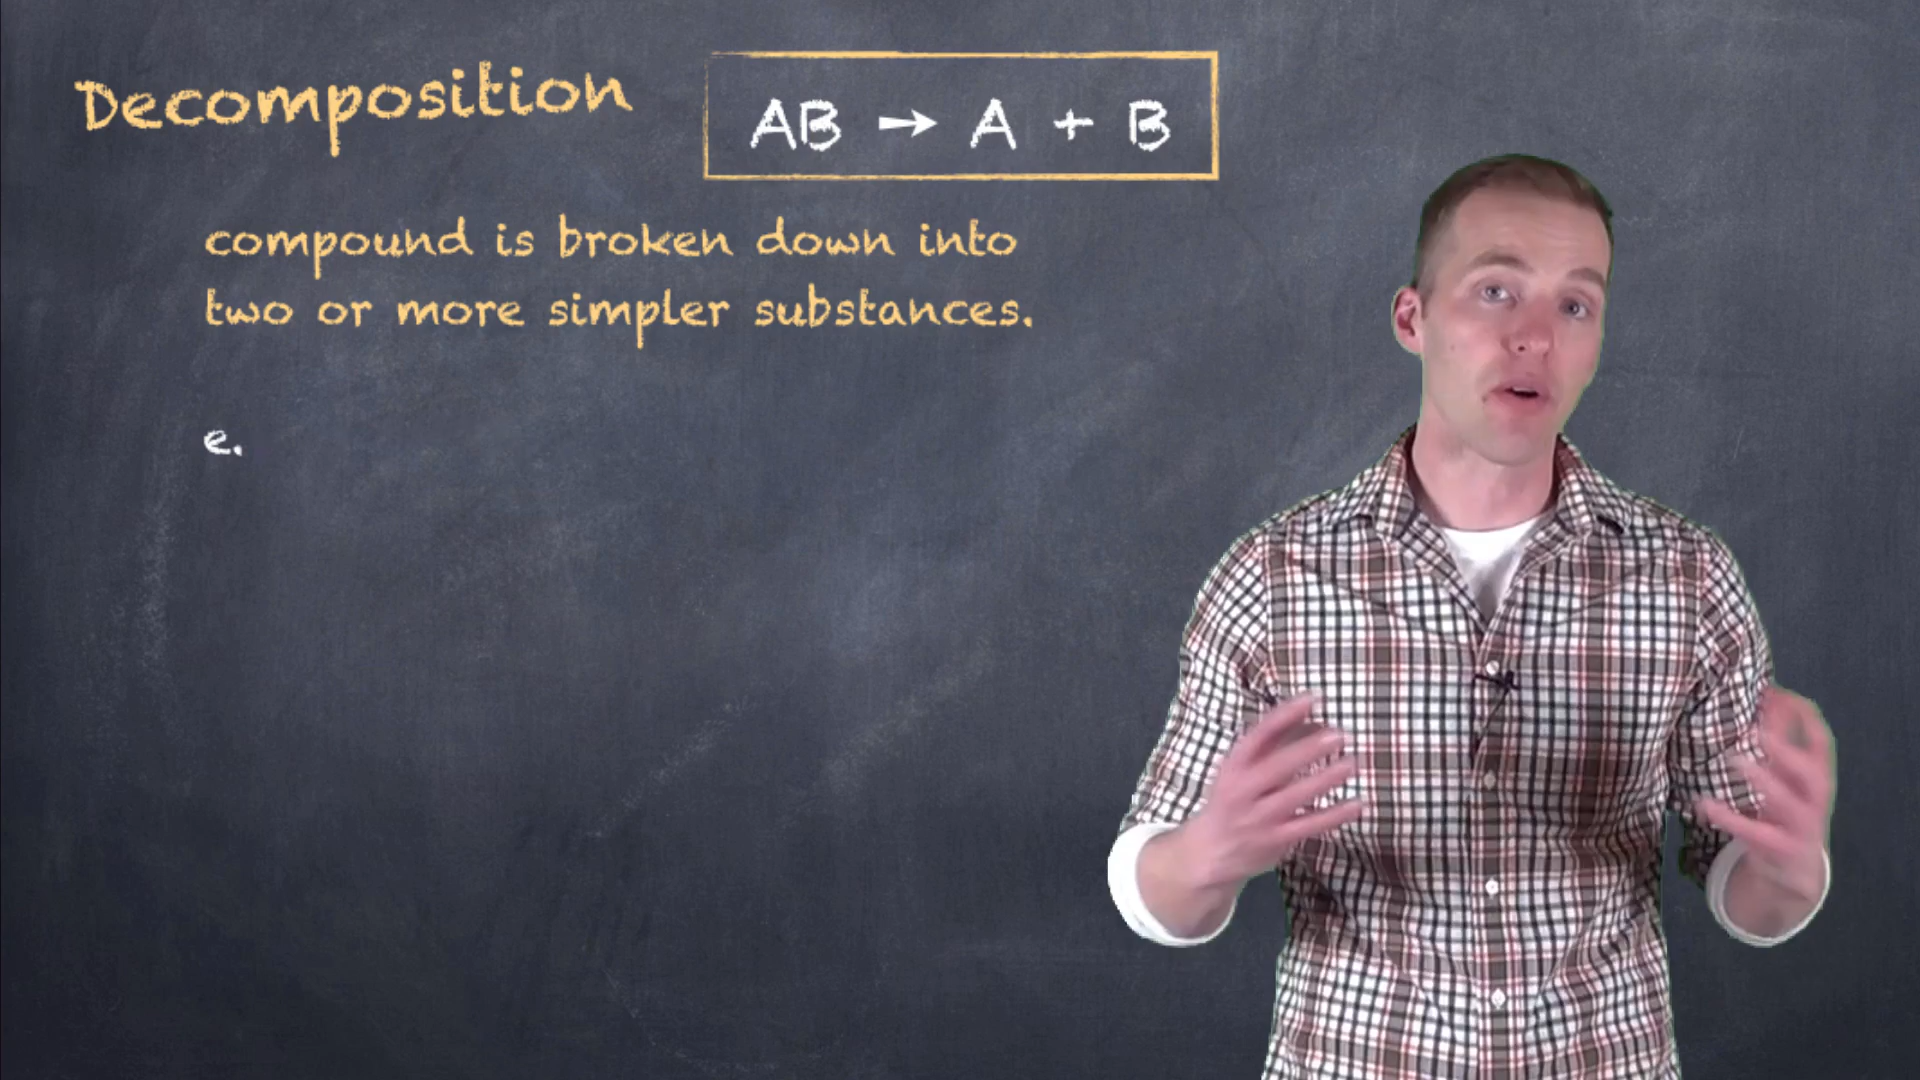 Decomposition
AB → A + B
compound is broken down into
two or more simpler substances.
e.